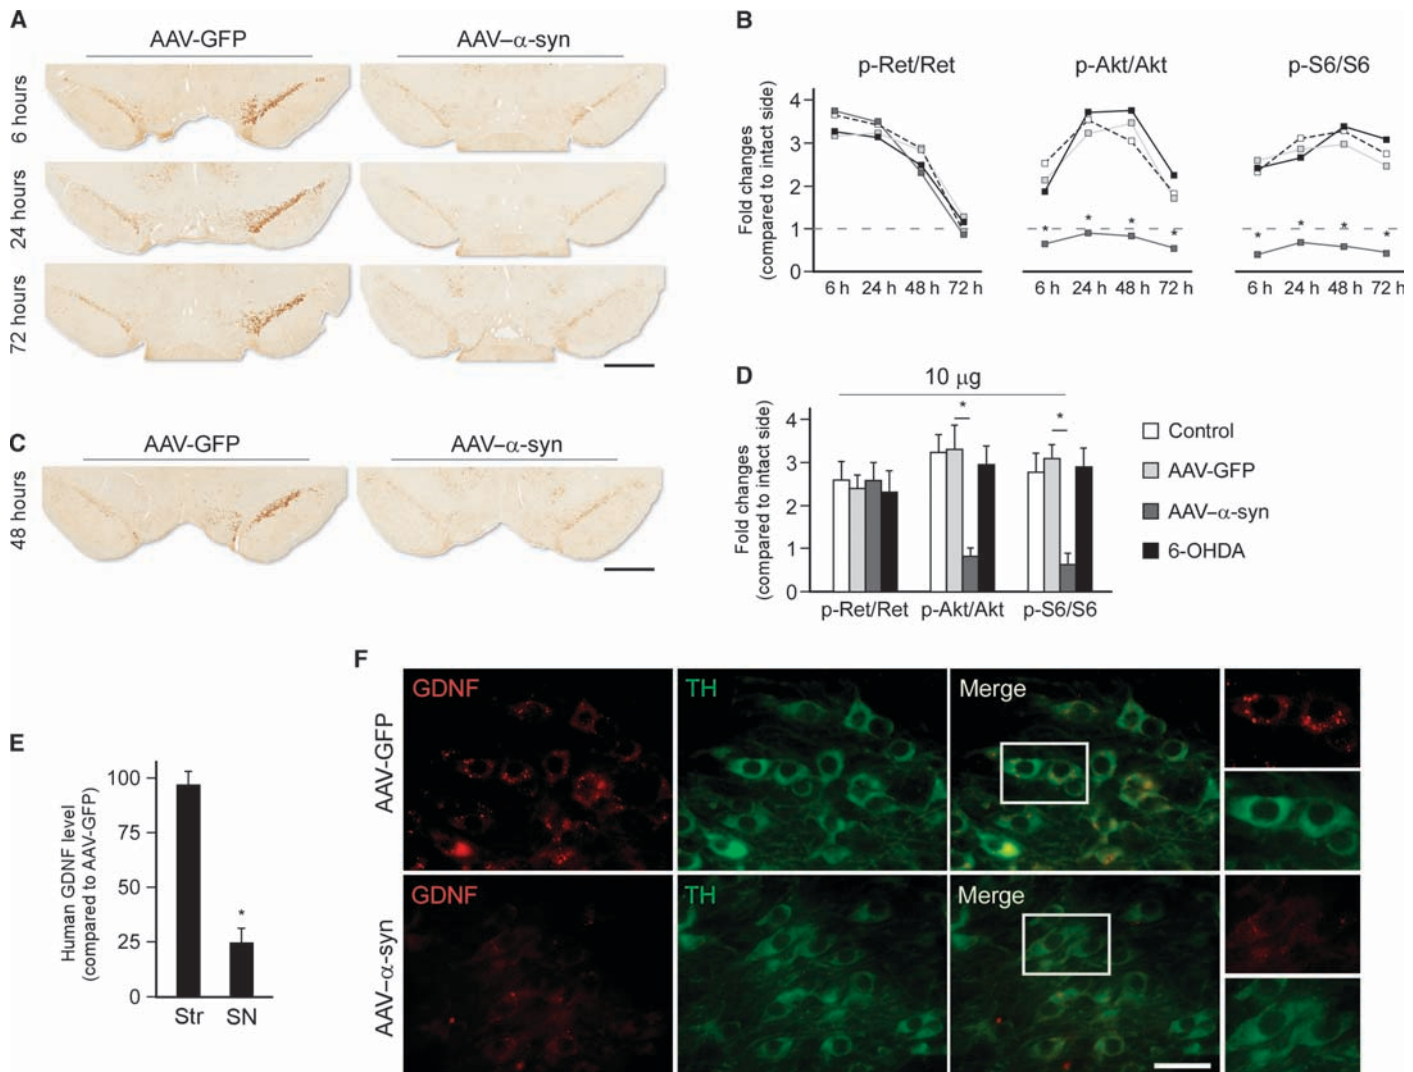 A
AAV-GFP
AAV–α-syn
6 hours
24 hours
72 hours
B
p-Ret/Ret
p-Akt/Akt
p-S6/S6
Fold changes
(compared to intact side)
4
3
2
1
0
* * * *
* * * *
6 h 24 h 48 h 72 h
6 h 24 h 48 h 72 h
6 h 24 h 48 h 72 h
C
AAV-GFP
AAV–α-syn
48 hours
D
10 μg
Fold changes
(compared to intact side)
4
3
2
1
0
*
*
p-Ret/Ret
p-Akt/Akt
p-S6/S6
Control
AAV-GFP
AAV–α-syn
6-OHDA
E
Human GDNF level
(compared to AAV-GFP)
100
75
50
25
0
*
Str
SN
F
AAV-GFP
GDNF
TH
Merge
AAV–α-syn
GDNF
TH
Merge